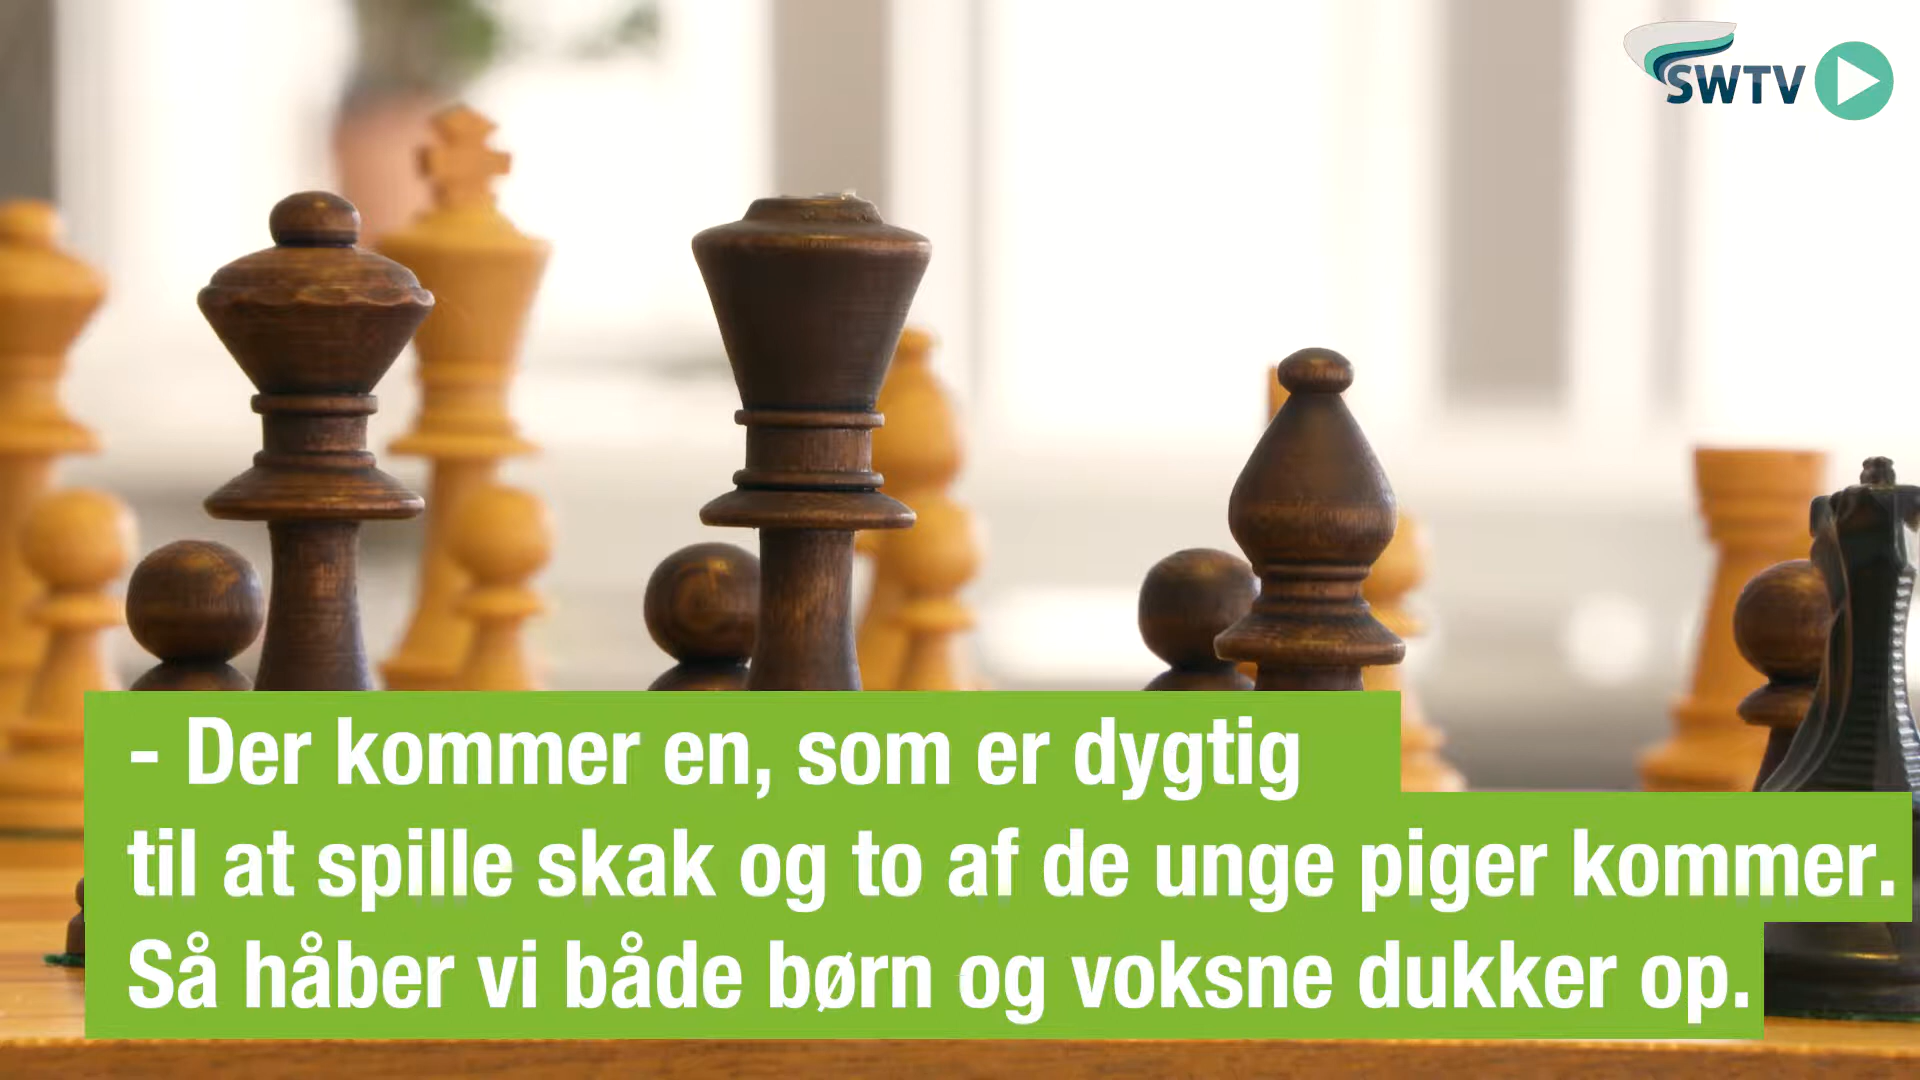 SWTV
- Der kommer en, som er dygtig
til at spille skak og to af de unge piger kommer.
Så håber vi både børn og voksne dukker op.